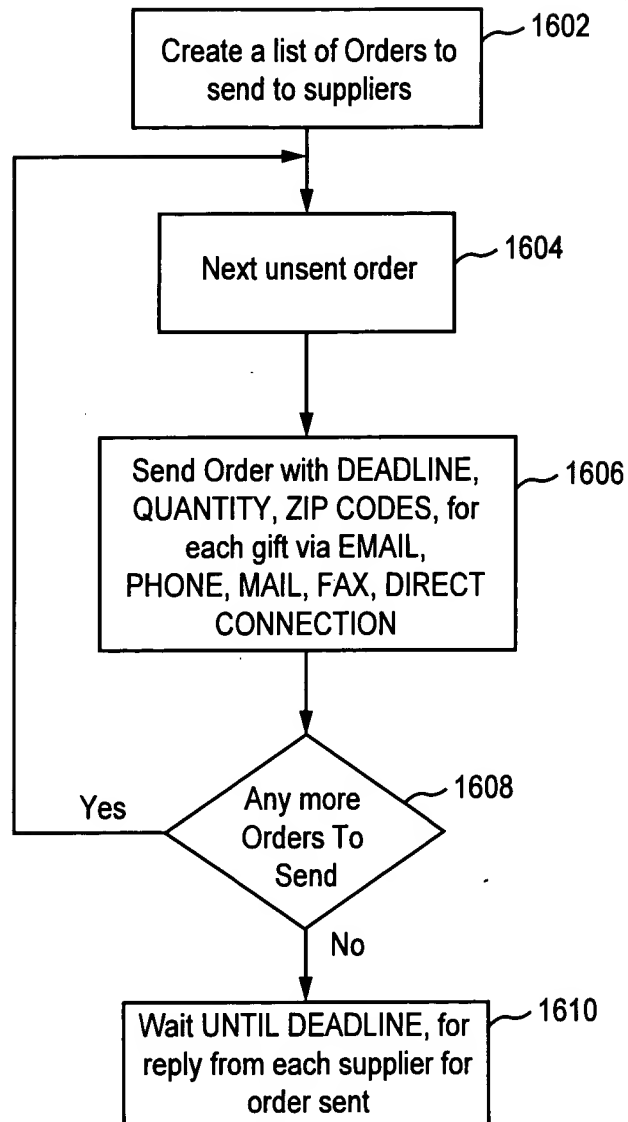 1602
Create a list of Orders to
send to suppliers
1604
Next unsent order
1606
Send Order with DEADLINE,
QUANTITY, ZIP CODES, for
each gift via EMAIL,
PHONE, MAIL, FAX, DIRECT
CONNECTION
1608
Yes
Any more
Orders To
Send
No
1610
Wait UNTIL DEADLINE, for
reply from each supplier for
order sent